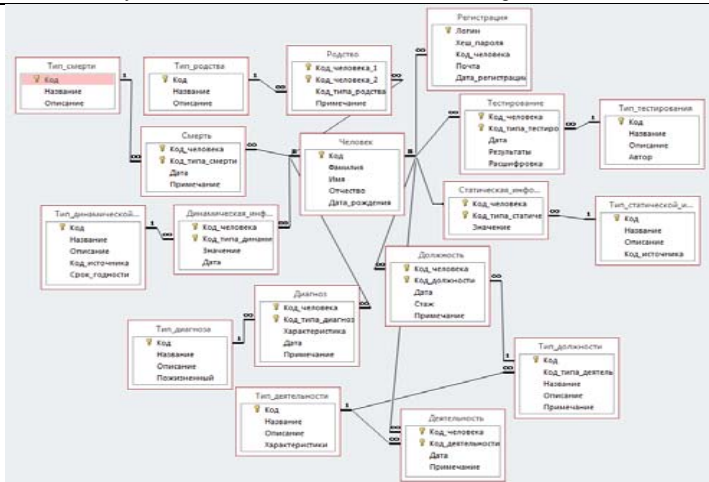 Регистрация
Логин
Хеш_пароля
Код_человека
Почта
Дата_регистрации
Родство
Код_человека_1
Код_человека_2
Код_типа_родства
Примечание
Тип_смерти
Код
Название
Описание
Тип_родства
Код
Название
Описание
Тестирование
Код_человека
Код_типа_тестиро
Дата
Результаты
Расшифровка
Тип_тестирования
Код
Название
Описание
Автор
Смерть
Код_человека
Код_типа_смерти
Дата
Примечание
Человек
Код
Фамилия
Имя
Отчество
Дата_рождения
Статическая_инфо...
Код_человека
Код_типа_статиче
Значение
Тип_статической_и...
Код
Название
Описание
Код_источника
Тип_динамической...
Код
Название
Описание
Код_источника
Срок_годности
Динамическая_инф...
Код_человека
Код_типа_динами
Значение
Дата
Должность
Код_человека
Код_должности
Дата
Стаж
Примечание
Диагноз
Код_человека
Код_типа_диагноз
Характеристика
Дата
Примечание
Тип_диагноза
Код
Название
Описание
Пожизненный
Тип_должности
Код
Код_типа_деятель
Название
Описание
Примечание
Тип_деятельности
Код
Название
Описание
Характеристики
Деятельность
Код_человека
Код_деятельности
Дата
Примечание